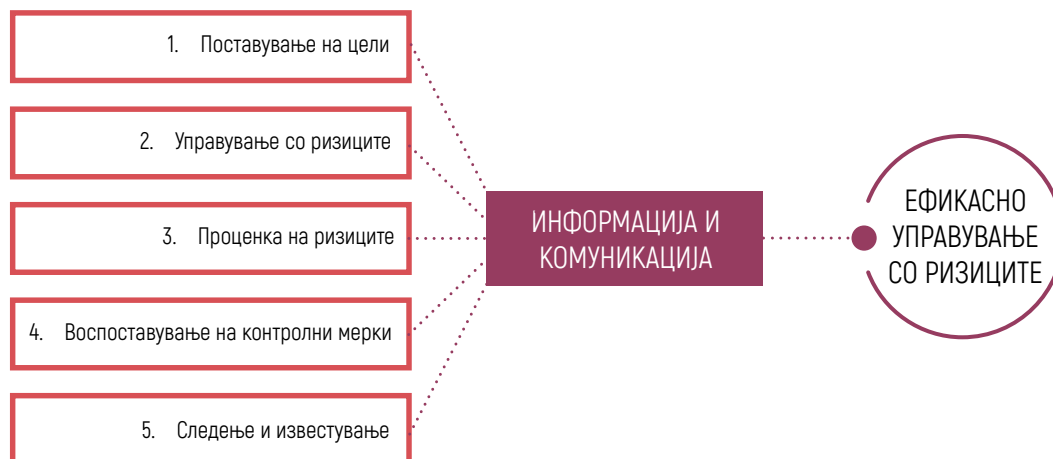 1. Поставување на цели
2. Управување со ризиците
3. Проценка на ризиците
4. Воспоставување на контролни мерки
5. Следење и известување
ИНФОРМАЦИЈА И
КОМУНИКАЦИЈА
ЕФИКАСНО
УПРАВУВАЊЕ
СО РИЗИЦИТЕ